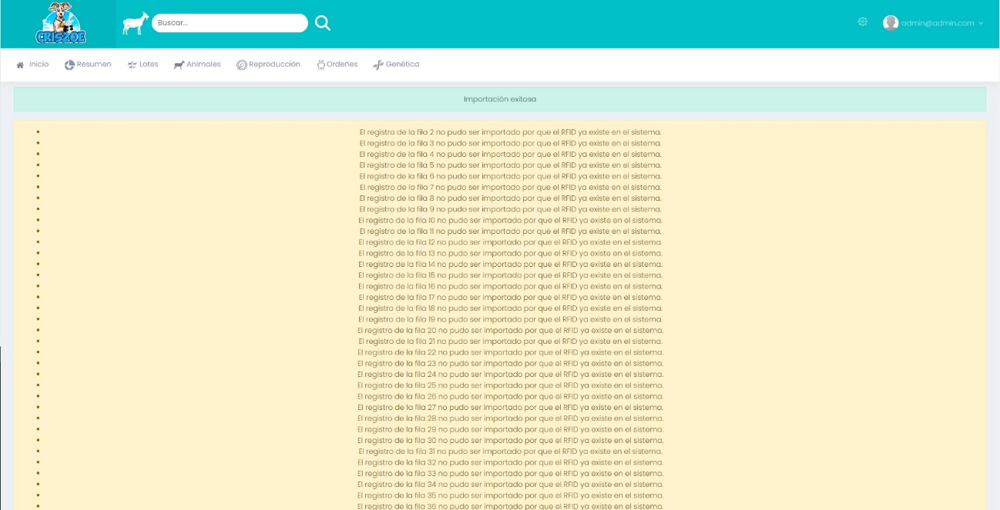 CRISZOE
Buscar...
admin@admin.com
Inicio Resumen Lotes Animales Reproducción Ordeñes Genética
Importación exitosa
El registro de la fila 2 no pudo ser importado por que el RFID ya existe en el sistema.
El registro de la fila 3 no pudo ser importado por que el RFID ya existe en el sistema.
El registro de la fila 4 no pudo ser importado por que el RFID ya existe en el sistema.
El registro de la fila 5 no pudo ser importado por que el RFID ya existe en el sistema.
El registro de la fila 6 no pudo ser importado por que el RFID ya existe en el sistema.
El registro de la fila 7 no pudo ser importado por que el RFID ya existe en el sistema.
El registro de la fila 8 no pudo ser importado por que el RFID ya existe en el sistema.
El registro de la fila 9 no pudo ser importado por que el RFID ya existe en el sistema.
El registro de la fila 10 no pudo ser importado por que el RFID ya existe en el sistema.
El registro de la fila 11 no pudo ser importado por que el RFID ya existe en el sistema.
El registro de la fila 12 no pudo ser importado por que el RFID ya existe en el sistema.
El registro de la fila 13 no pudo ser importado por que el RFID ya existe en el sistema.
El registro de la fila 14 no pudo ser importado por que el RFID ya existe en el sistema.
El registro de la fila 15 no pudo ser importado por que el RFID ya existe en el sistema.
El registro de la fila 16 no pudo ser importado por que el RFID ya existe en el sistema.
El registro de la fila 17 no pudo ser importado por que el RFID ya existe en el sistema.
El registro de la fila 18 no pudo ser importado por que el RFID ya existe en el sistema.
El registro de la fila 19 no pudo ser importado por que el RFID ya existe en el sistema.
El registro de la fila 20 no pudo ser importado por que el RFID ya existe en el sistema.
El registro de la fila 21 no pudo ser importado por que el RFID ya existe en el sistema.
El registro de la fila 22 no pudo ser importado por que el RFID ya existe en el sistema.
El registro de la fila 23 no pudo ser importado por que el RFID ya existe en el sistema.
El registro de la fila 24 no pudo ser importado por que el RFID ya existe en el sistema.
El registro de la fila 25 no pudo ser importado por que el RFID ya existe en el sistema.
El registro de la fila 26 no pudo ser importado por que el RFID ya existe en el sistema.
El registro de la fila 27 no pudo ser importado por que el RFID ya existe en el sistema.
El registro de la fila 28 no pudo ser importado por que el RFID ya existe en el sistema.
El registro de la fila 29 no pudo ser importado por que el RFID ya existe en el sistema.
El registro de la fila 30 no pudo ser importado por que el RFID ya existe en el sistema.
El registro de la fila 31 no pudo ser importado por que el RFID ya existe en el sistema.
El registro de la fila 32 no pudo ser importado por que el RFID ya existe en el sistema.
El registro de la fila 33 no pudo ser importado por que el RFID ya existe en el sistema.
El registro de la fila 34 no pudo ser importado por que el RFID ya existe en el sistema.
El registro de la fila 35 no pudo ser importado por que el RFID ya existe en el sistema.
El registro de la fila 36 no pudo ser importado por que el RFID ya existe en el sistema.